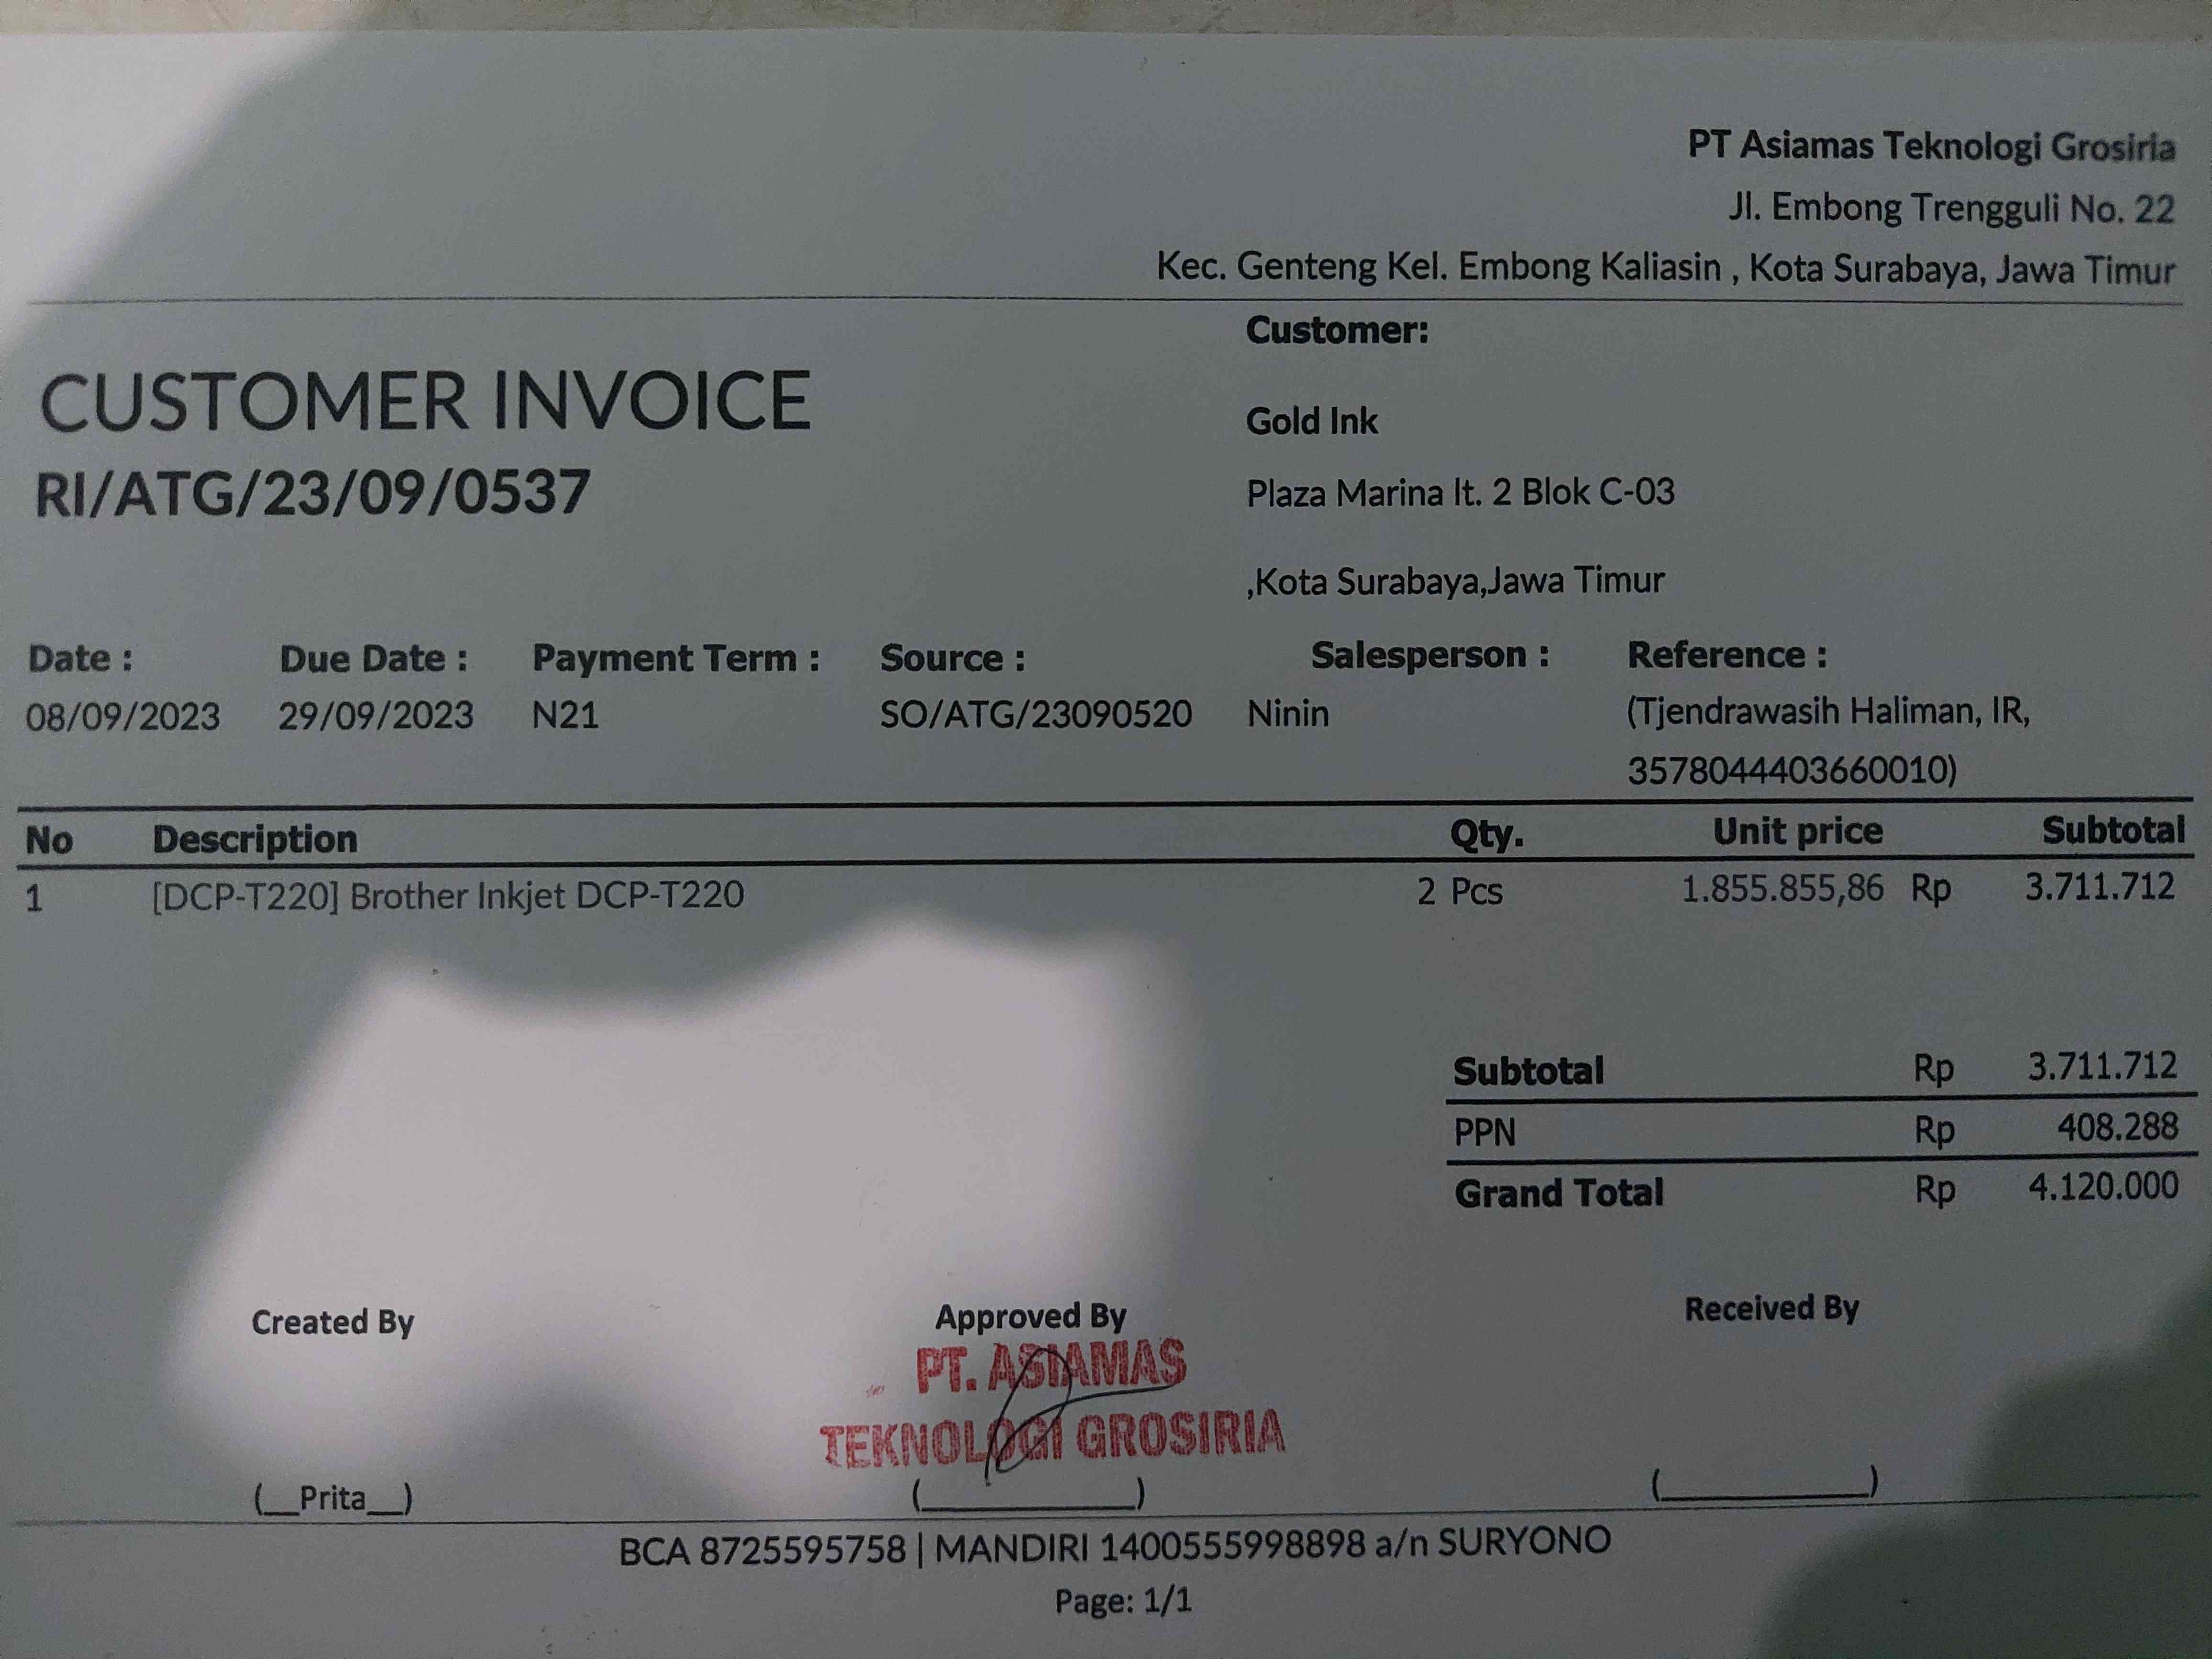 PT Asiamas Teknologi Grosiria
Jl. Embong Trengguli No. 22
Kec. Genteng Kel. Embong Kaliasin , Kota Surabaya, Jawa Timur
CUSTOMER INVOICE
RI/ATG/23/09/0537
Customer:
Gold Ink
Plaza Marina lt. 2 Blok C-03
,Kota Surabaya,Jawa Timur
Date : Due Date : Payment Term : Source : Salesperson : Reference :
08/09/2023 29/09/2023 N21 SO/ATG/23090520 Ninin (Tjendrawasih Haliman, IR,
3578044403660010)
No Description Qty. Unit price Subtotal
1 [DCP-T220] Brother Inkjet DCP-T220 2 Pcs 1.855.855,86 Rp 3.711.712
Subtotal Rp 3.711.712
PPN Rp 408.288
Grand Total Rp 4.120.000
Created By Approved By Received By
PT. ASIAMAS
TEKNOLOGI GROSIRIA
(__Prita__) (____________) (____________)
BCA 8725595758 | MANDIRI 1400555998898 a/n SURYONO
Page: 1/1